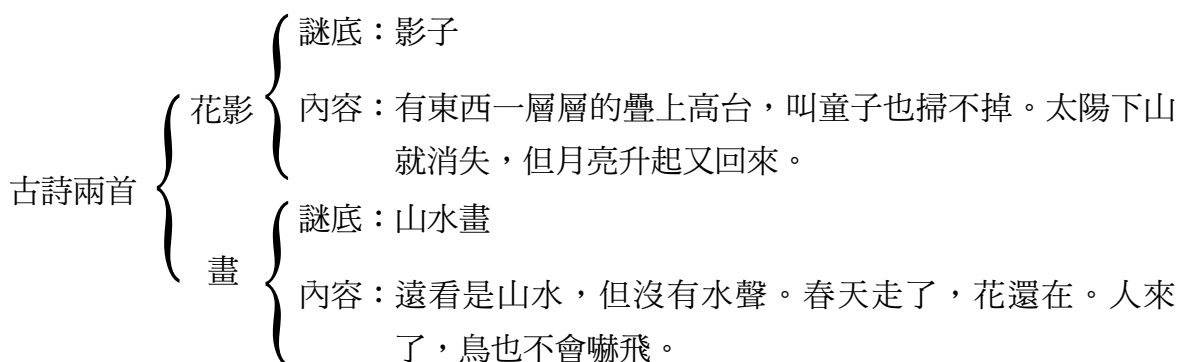 古詩兩首
花影
謎底：影子
內容：有東西一層層的疊上高台，叫童子也掃不掉。太陽下山
就消失，但月亮升起又回來。
畫
謎底：山水畫
內容：遠看是山水，但沒有水聲。春天走了，花還在。人來
了，鳥也不會嚇飛。